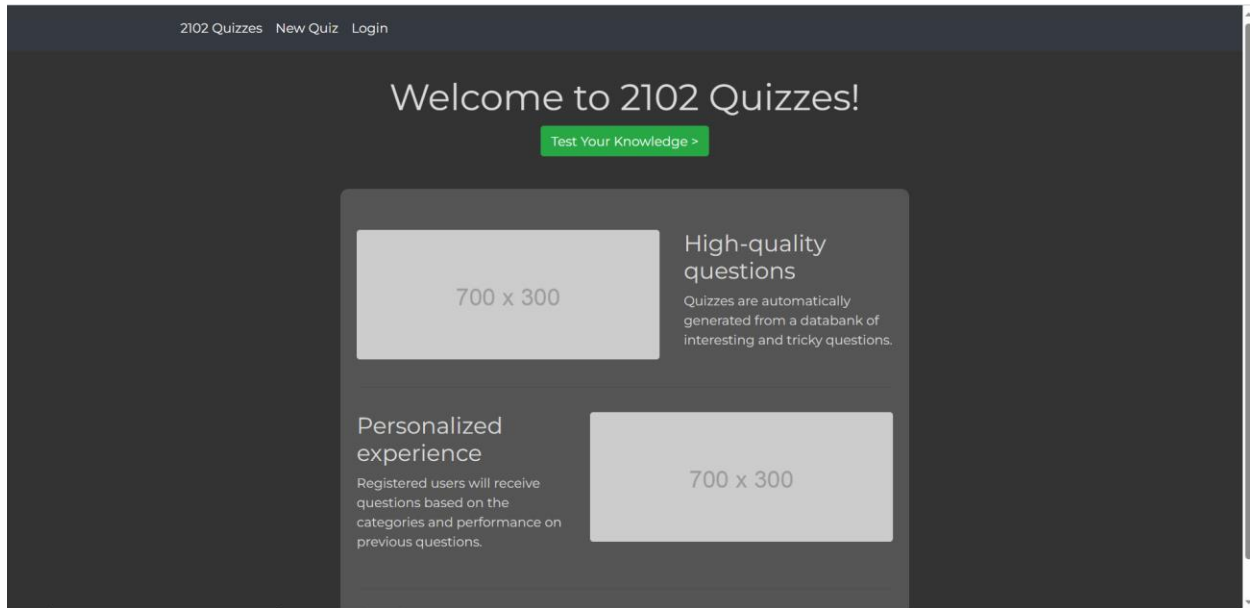 2102 Quizzes New Quiz Login
Welcome to 2102 Quizzes!
Test Your Knowledge >
700 x 300
High-quality
questions
Quizzes are automatically
generated from a databank of
interesting and tricky questions.
Personalized
experience
Registered users will receive
questions based on the
categories and performance on
previous questions.
700 x 300